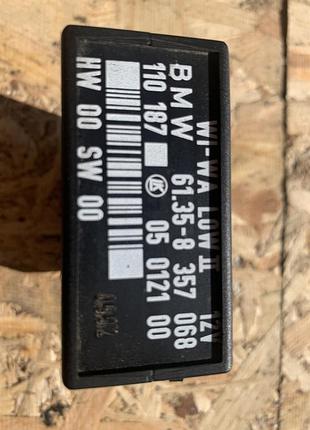 WI-WA LOW II 12V
BMW 61.35-8 357 068
110 187 05 0121 00
HW 00 SW 00